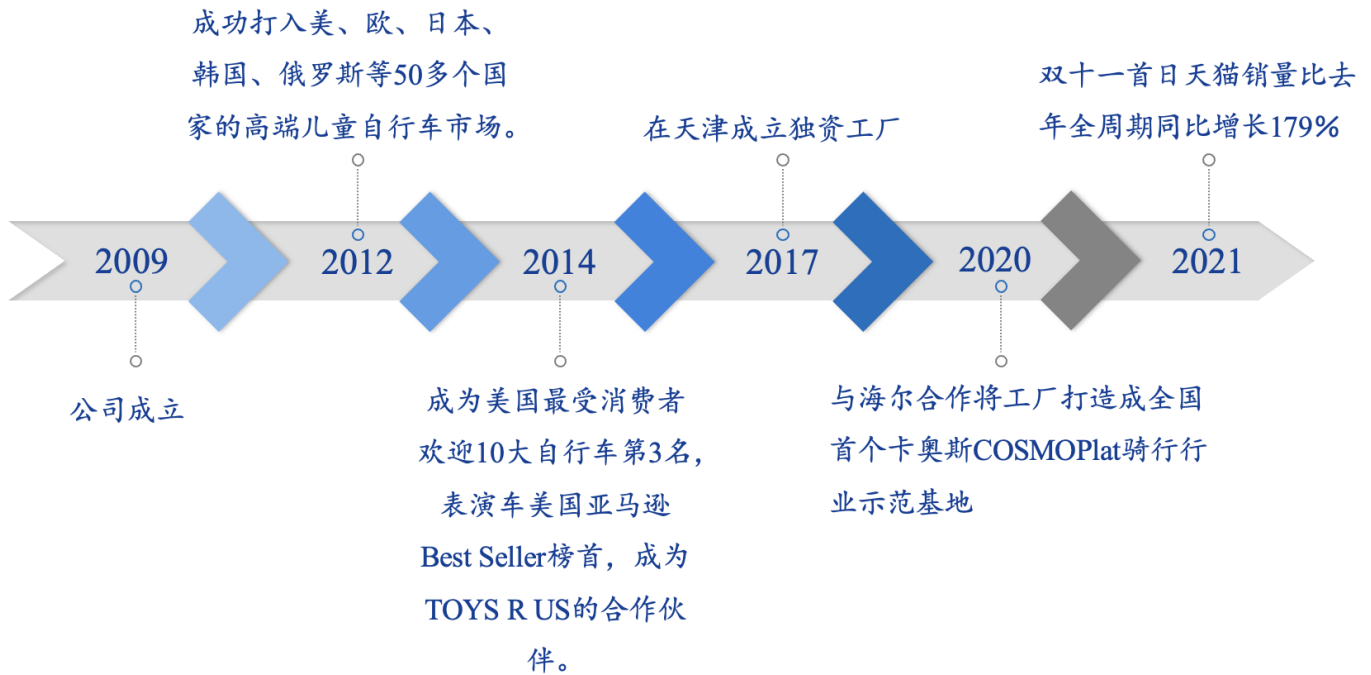 成功打入美、欧、日本、
韩国、俄罗斯等50多个国
家的高端儿童自行车市场。
在天津成立独资工厂
双十一首日天猫销量比去
年全周期同比增长179%
2009
2012
2014
2017
2020
2021
公司成立
成为美国最受消费者
欢迎10大自行车第3名，
表演车美国亚马逊
Best Seller榜首，成为
TOYS R US的合作伙
伴。
与海尔合作将工厂打造成全国
首个卡奥斯COSMOPlat骑行行
业示范基地